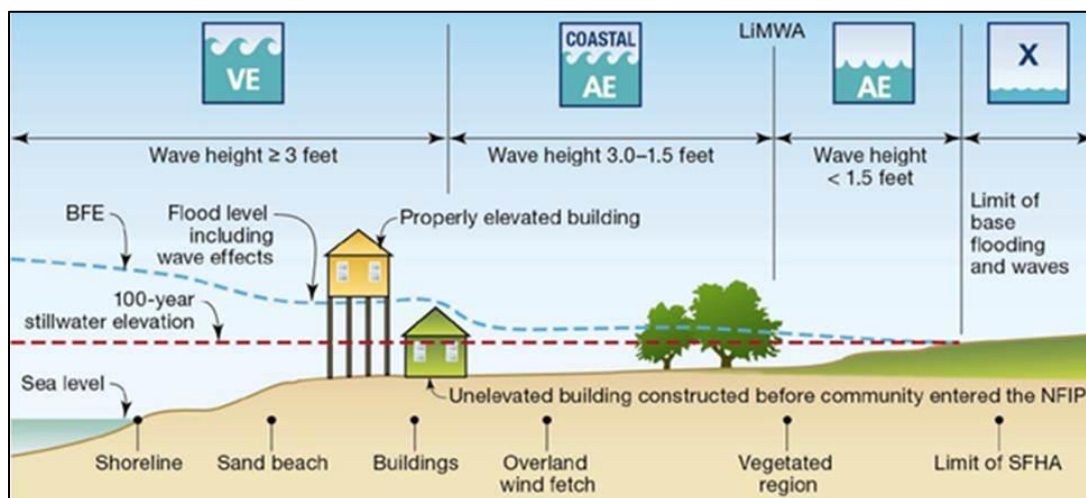 VE
COASTAL
AE
LiMWA
AE
X
Wave height ≥ 3 feet
Wave height 3.0–1.5 feet
Wave height
< 1.5 feet
BFE
Flood level
including
wave effects
Properly elevated building
Limit of
base
flooding
and waves
100-year
stillwater elevation
Sea level
Unelevated building constructed before community entered the NFIP
Shoreline
Sand beach
Buildings
Overland
wind fetch
Vegetated
region
Limit of SFHA